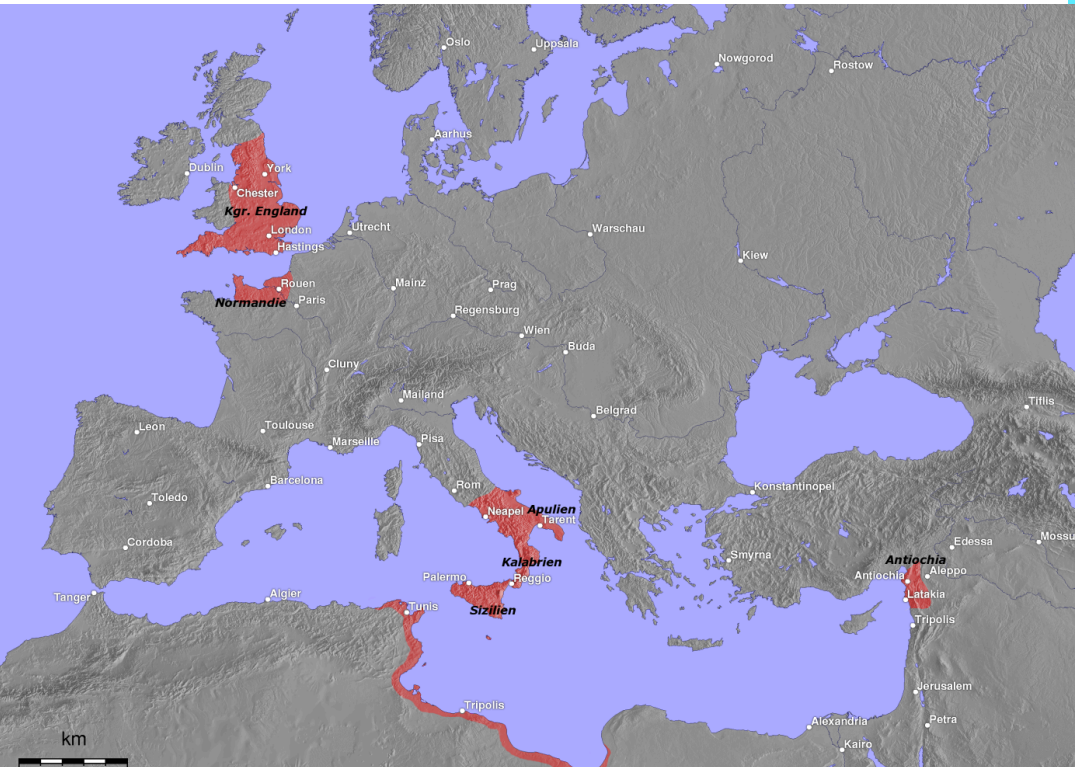 Oslo
Uppsala
Nowgorod
Rostow
Aarhus
Dublin
York
Chester
Kgr. England
London
Hastings
Utrecht
Warschau
Kiew
Rouen
Normandie
Paris
Mainz
Prag
Regensburg
Wien
Buda
Cluny
Mailand
Belgrad
Tiflis
Leon
Toulouse
Marseille
Pisa
Barcelona
Rom
Konstantinopel
Toledo
Neapel
Apulien
Tarent
Cordoba
Edessa
Mossu
Smyrna
Kalabrien
Antiochia
Palermo
Reggio
Antiochia
Aleppo
Tanger
Algier
Tunis
Sizilien
Latakia
Tripolis
Jerusalem
Tripolis
Alexandria
Petra
Kairo
km